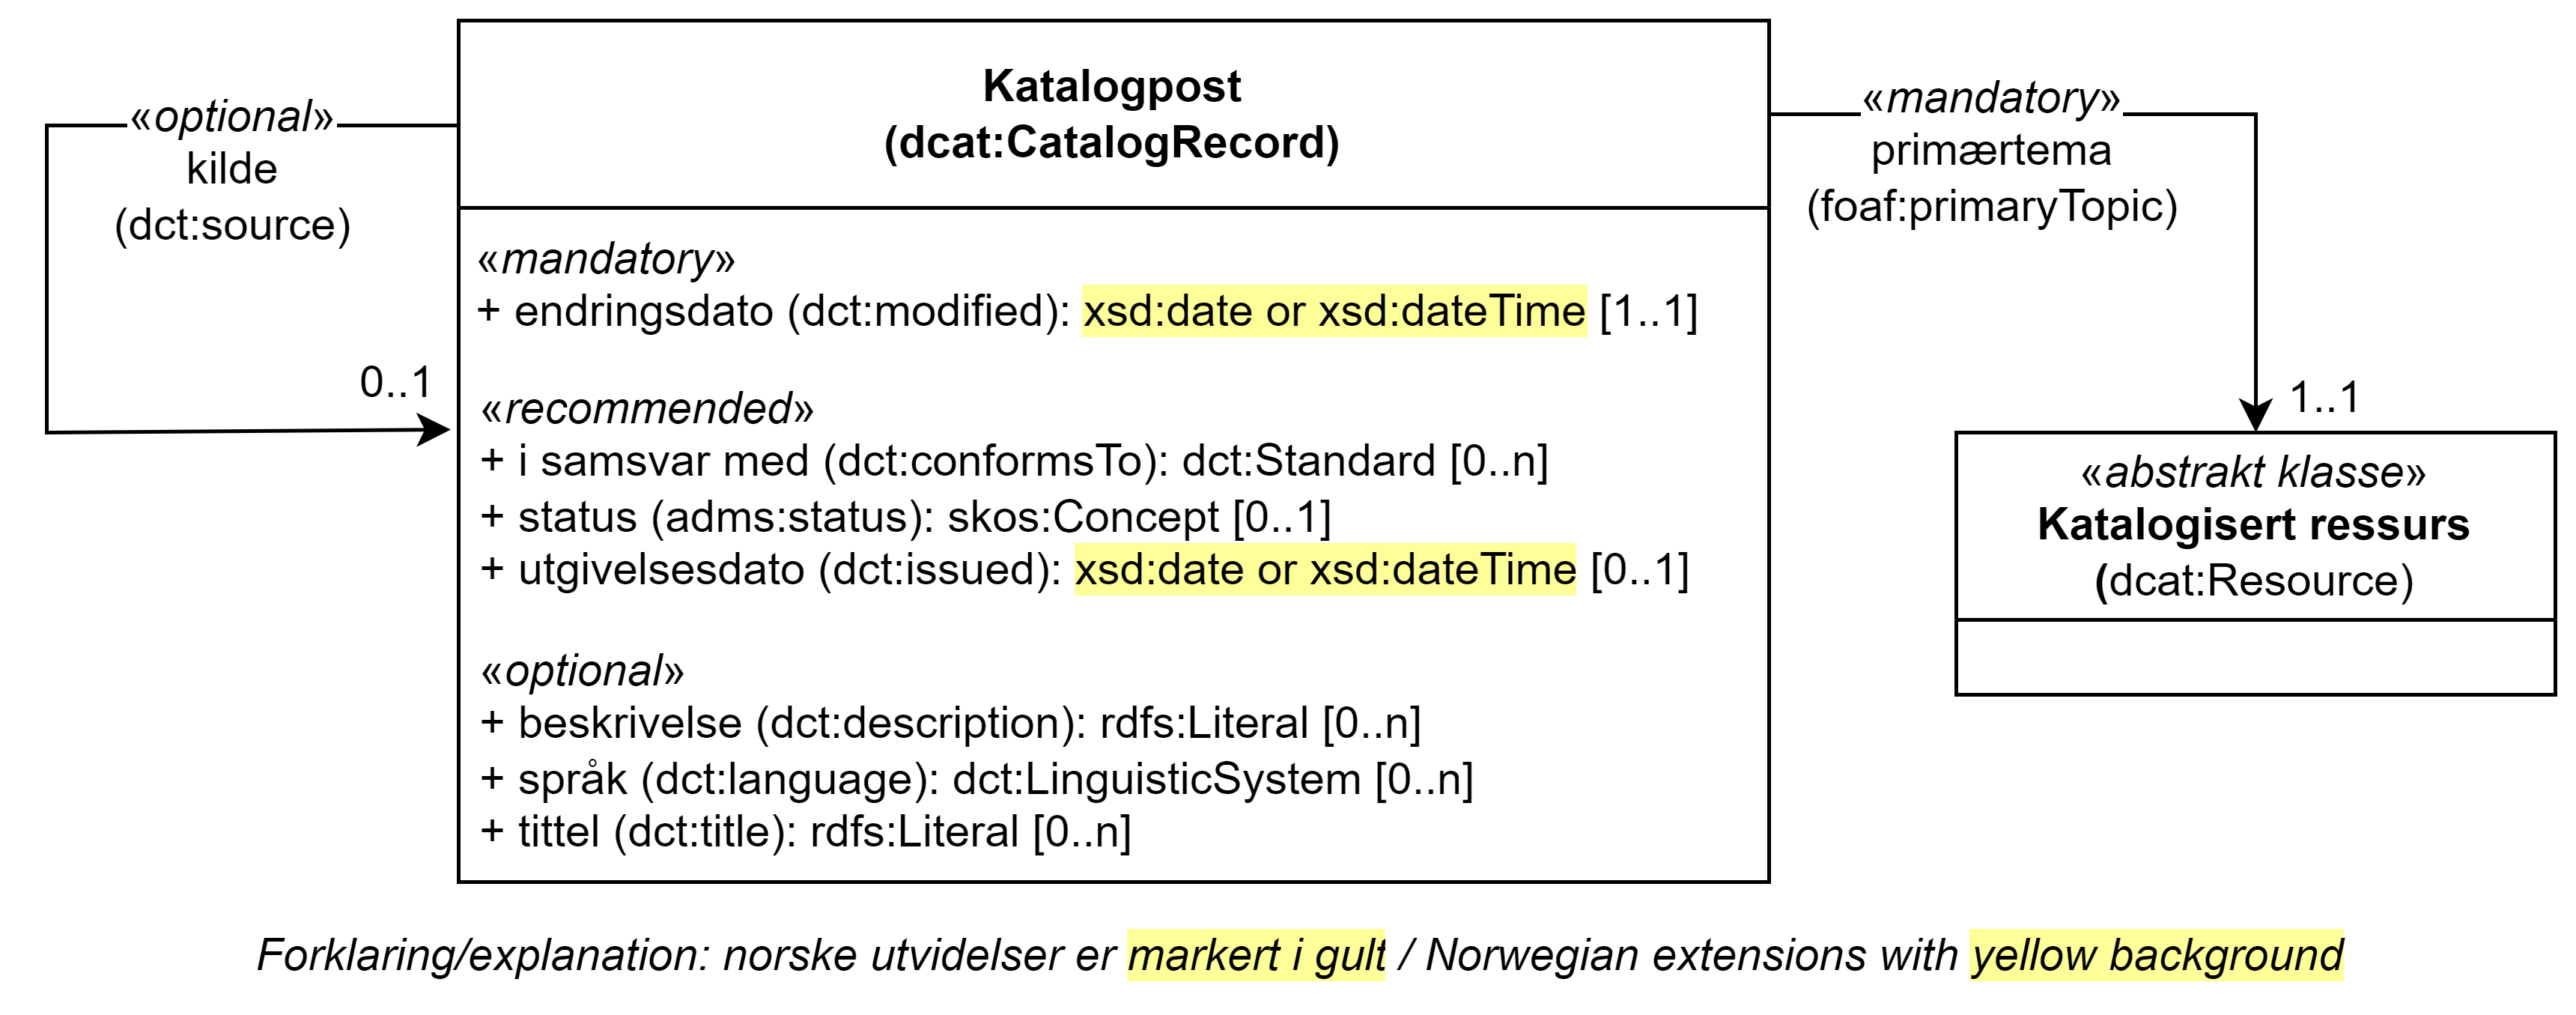 «optional»
kilde
(dct:source)
0..1
Katalogpost
(dcat:CatalogRecord)
«mandatory»
+ endringsdato (dct:modified): xsd:date or xsd:dateTime [1..1]
«recommended»
+ i samsvar med (dct:conformsTo): dct:Standard [0..n]
+ status (adms:status): skos:Concept [0..1]
+ utgivelsesdato (dct:issued): xsd:date or xsd:dateTime [0..1]
«optional»
+ beskrivelse (dct:description): rdfs:Literal [0..n]
+ språk (dct:language): dct:LinguisticSystem [0..n]
+ tittel (dct:title): rdfs:Literal [0..n]
«mandatory»
primærtema
(foaf:primaryTopic)
1..1
«abstrakt klasse»
Katalogisert ressurs
(dcat:Resource)
Forklaring/explanation: norske utvidelser er markert i gult / Norwegian extensions with yellow background